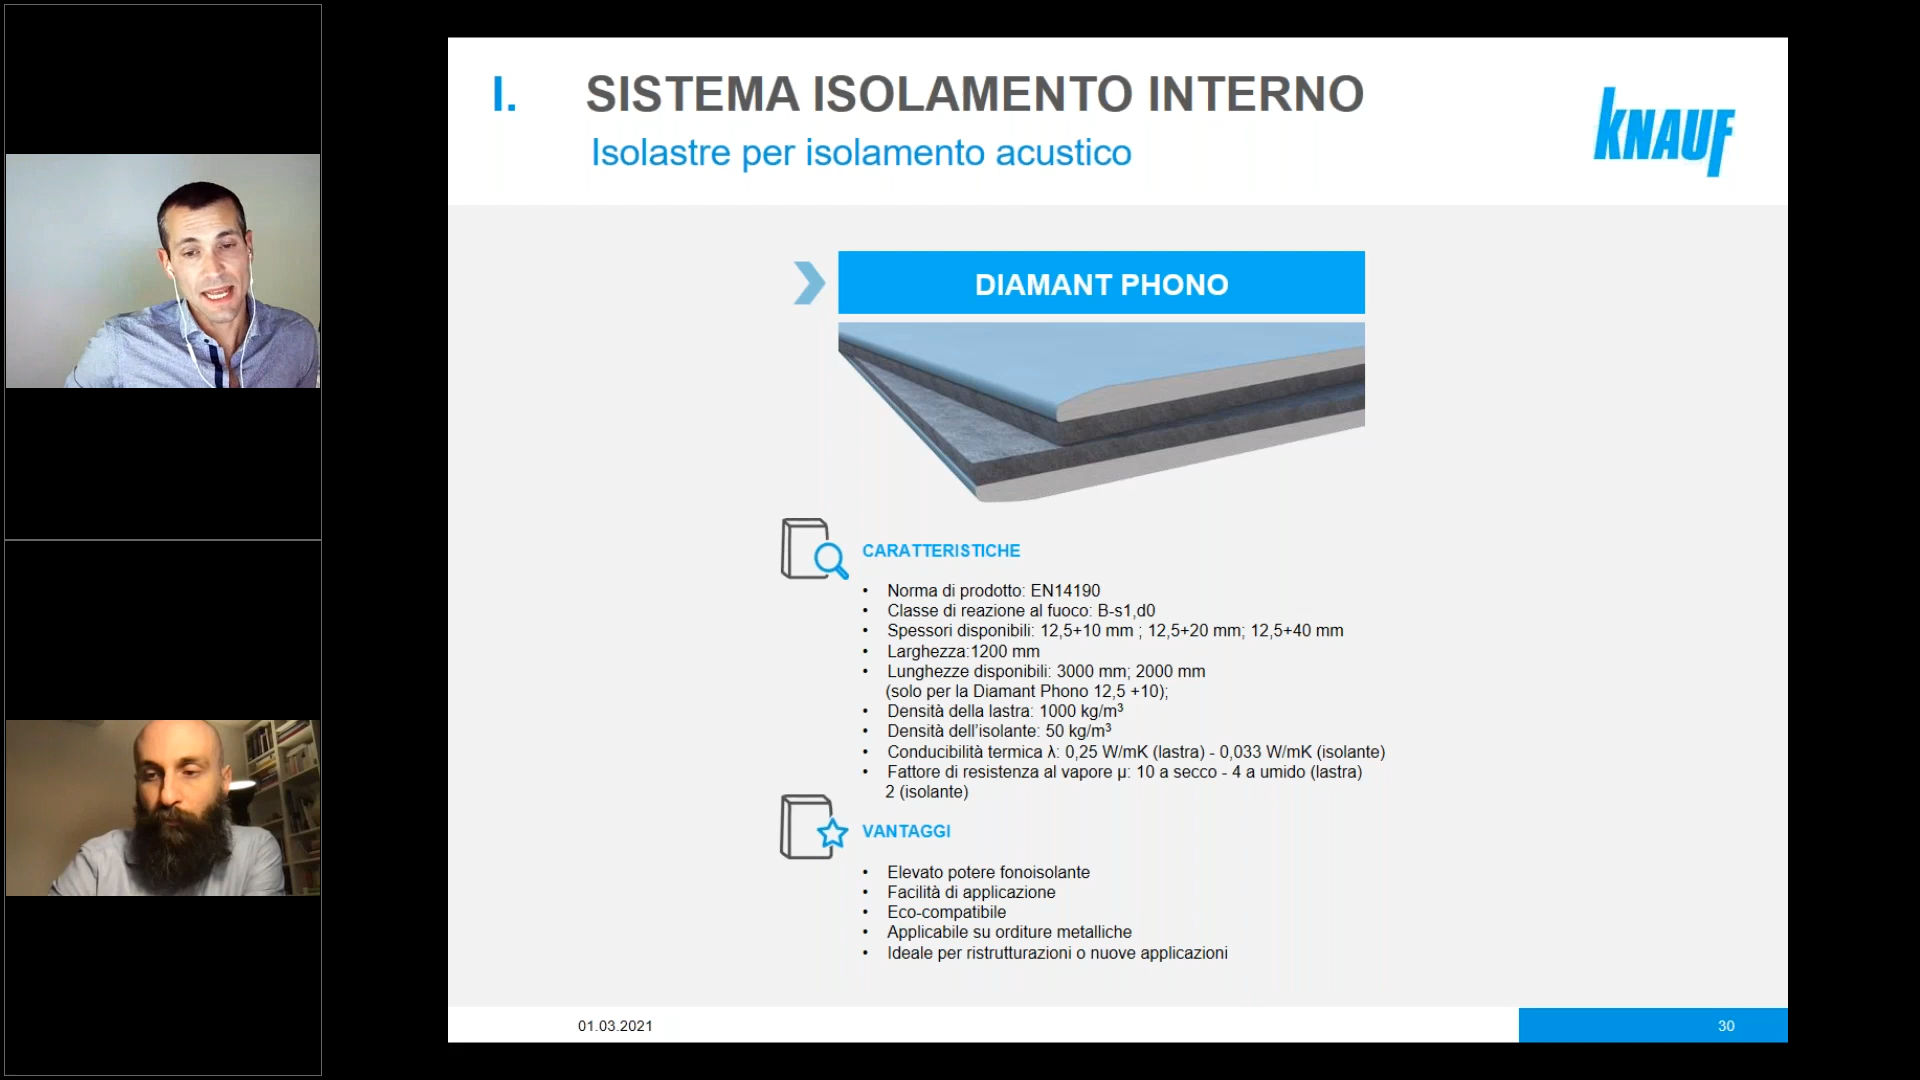 I. SISTEMA ISOLAMENTO INTERNO
Isolastre per isolamento acustico
KNAUF
DIAMANT PHONO
CARATTERISTICHE
• Norma di prodotto: EN14190
• Classe di reazione al fuoco: B-s1,d0
• Spessori disponibili: 12,5+10 mm ; 12,5+20 mm; 12,5+40 mm
• Larghezza:1200 mm
• Lunghezze disponibili: 3000 mm; 2000 mm
(solo per la Diamant Phono 12,5 +10);
• Densità della lastra: 1000 kg/m³
• Densità dell'isolante: 50 kg/m³
• Conducibilità termica λ: 0,25 W/mK (lastra) - 0,033 W/mK (isolante)
• Fattore di resistenza al vapore µ: 10 a secco - 4 a umido (lastra)
2 (isolante)
VANTAGGI
• Elevato potere fonoisolante
• Facilità di applicazione
• Eco-compatibile
• Applicabile su orditure metalliche
• Ideale per ristrutturazioni o nuove applicazioni
01.03.2021
30